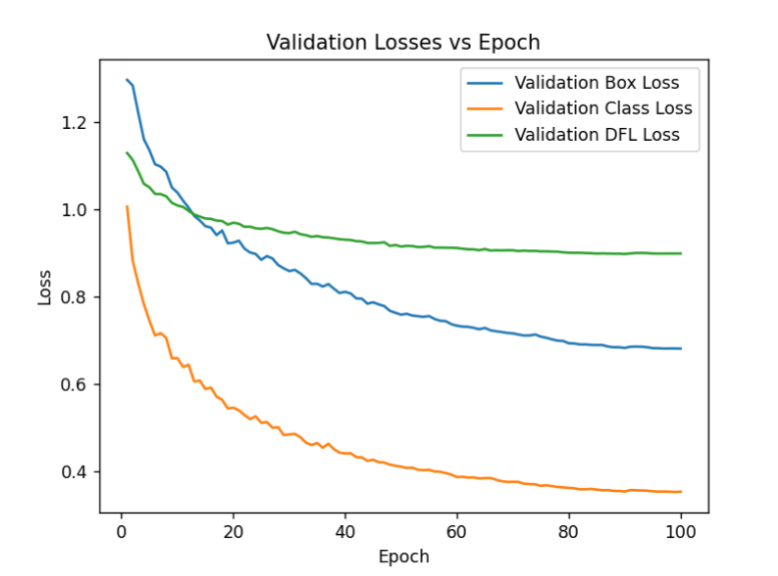 Validation Losses vs Epoch
Validation Box Loss
Validation Class Loss
Validation DFL Loss
1.2
1.0
0.8
0.6
0.4
Loss
0 20 40 60 80 100
Epoch